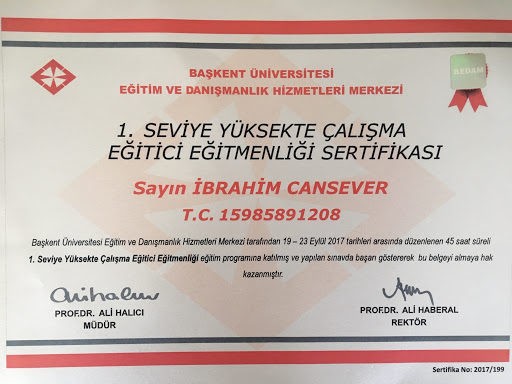 BAŞKENT ÜNİVERSİTESİ
EĞİTİM VE DANIŞMANLIK HİZMETLERİ MERKEZİ
BEDAM
1. SEVİYE YÜKSEKTE ÇALIŞMA
EĞİTİCİ EĞİTMENLİĞİ SERTİFİKASI
Sayın İBRAHİM CANSEVER
T.C. 15985891208
Başkent Üniversitesi Eğitim ve Danışmanlık Hizmetleri Merkezi tarafından 19 – 23 Eylül 2017 tarihleri arasında düzenlenen 45 saat süreli
1. Seviye Yüksekte Çalışma Eğitici Eğitmenliği eğitim programına katılmış ve yapılan sınavda başarı göstererek bu belgeyi almaya hak
kazanmıştır.
PROF.DR. ALİ HALICI
MÜDÜR
PROF.DR. ALİ HABERAL
REKTÖR
Sertifika No: 2017/199